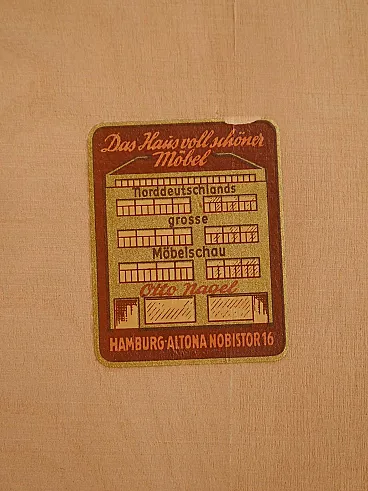 Das Haus voll schöner
Möbel
Norddeutschlands
grosse
Möbelschau
Otto Nagel
HAMBURG-ALTONA NOBISTOR 16